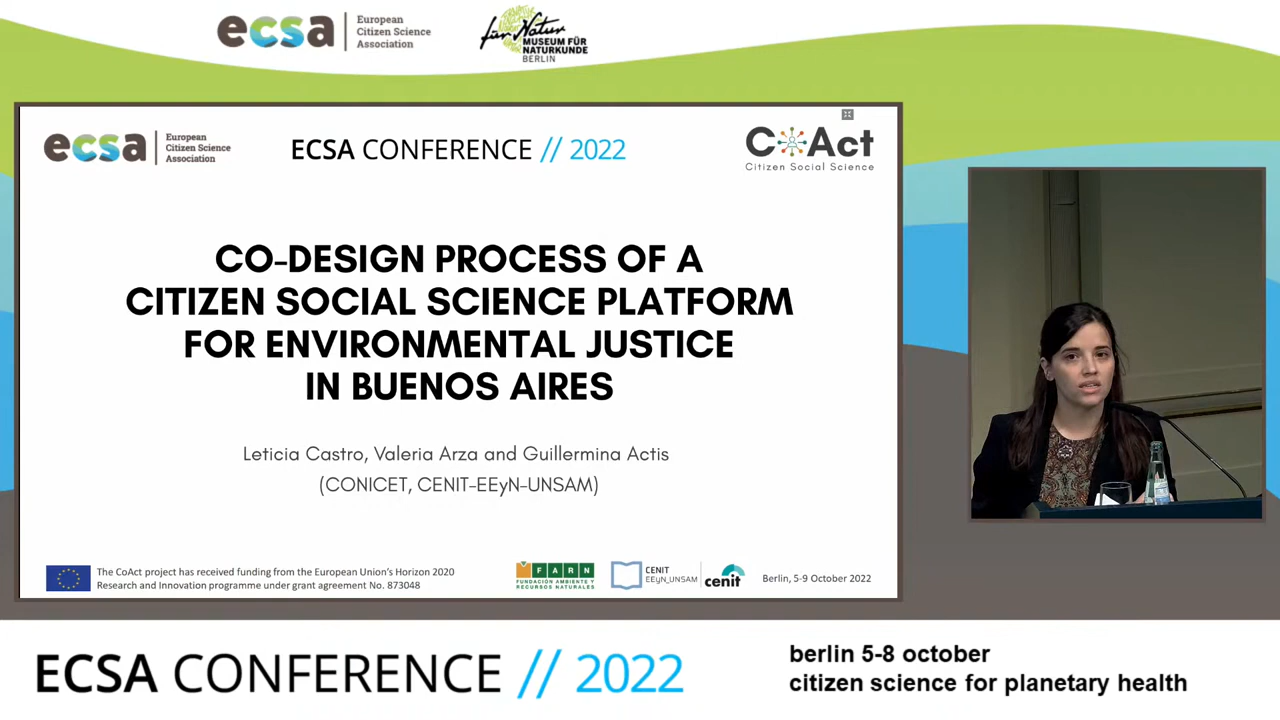 ecsa
European
Citizen Science
Association
für Natur
MUSEUM FÜR
NATURKUNDE
BERLIN
ecsa
European
Citizen Science
Association
ECSA CONFERENCE // 2022
CoAct
Citizen Social Science
CO-DESIGN PROCESS OF A
CITIZEN SOCIAL SCIENCE PLATFORM
FOR ENVIRONMENTAL JUSTICE
IN BUENOS AIRES
Leticia Castro, Valeria Arza and Guillermina Actis
(CONICET, CENIT-EEyN-UNSAM)
The CoAct project has received funding from the European Union's Horizon 2020
Research and Innovation programme under grant agreement No. 873048
FARN
FUNDACIÓN AMBIENTE Y
RECURSOS NATURALES
CENIT
EEyN_UNSAM
cenit
Berlin, 5-9 October 2022
ECSA CONFERENCE // 2022
berlin 5-8 october
citizen science for planetary health